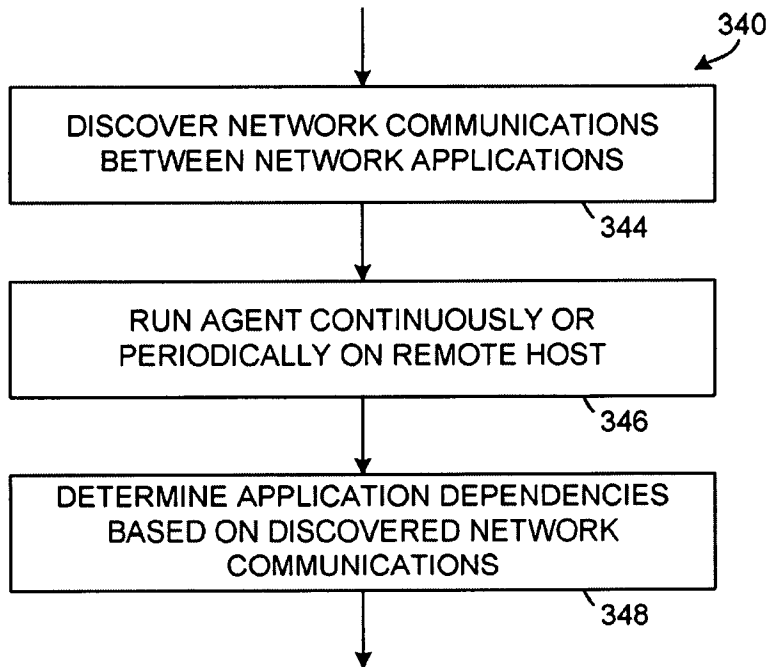 340
DISCOVER NETWORK COMMUNICATIONS
BETWEEN NETWORK APPLICATIONS
344
RUN AGENT CONTINUOUSLY OR
PERIODICALLY ON REMOTE HOST
346
DETERMINE APPLICATION DEPENDENCIES
BASED ON DISCOVERED NETWORK
COMMUNICATIONS
348